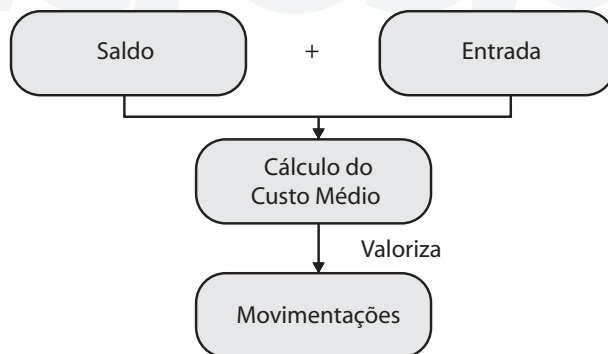 Saldo + Entrada
Cálculo do
Custo Médio
Valoriza
Movimentações